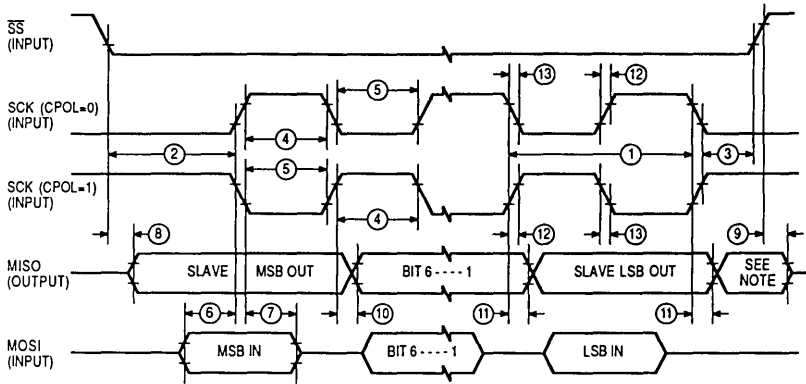 SS
(INPUT)
⑬ ⑫
⑤
SCK (CPOL=0)
(INPUT)
④
② ① ③
⑤
SCK (CPOL=1)
(INPUT)
④
⑧ ⑫ ⑬ ⑨
MISO
(OUTPUT)
SLAVE MSB OUT
BIT 6 ---- 1
SLAVE LSB OUT
SEE
NOTE
⑥ ⑦ ⑩ ⑪ ⑪
MOSI
(INPUT)
MSB IN
BIT 6 ---- 1
LSB IN